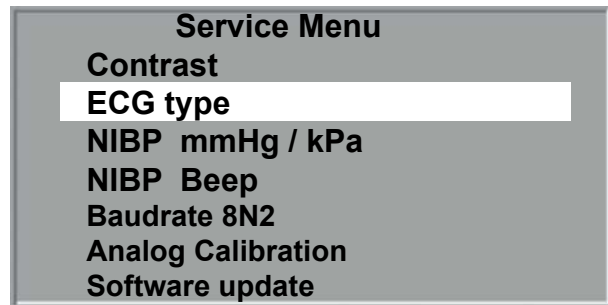 Service Menu
Contrast
ECG type
NIBP mmHg / kPa
NIBP Beep
Baudrate 8N2
Analog Calibration
Software update